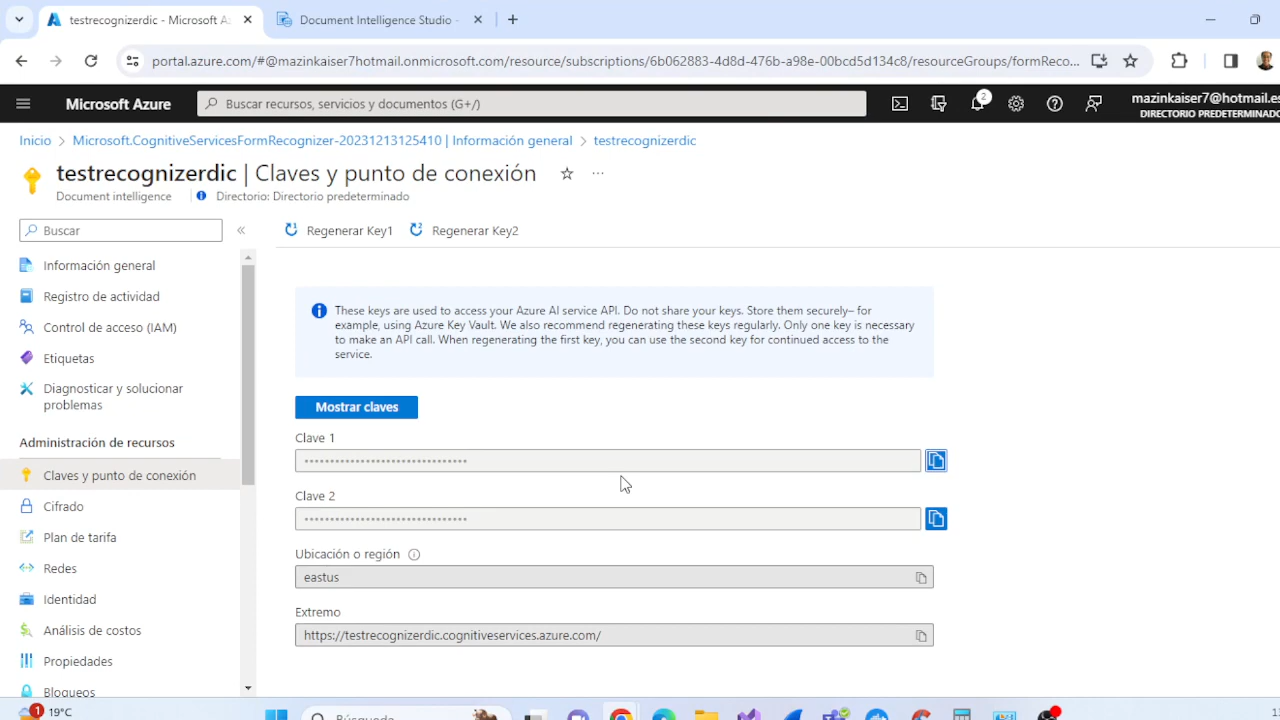 testrecognizerdic - Microsoft A
Document Intelligence Studio -
portal.azure.com/#@mazinkaiser7hotmail.onmicrosoft.com/resource/subscriptions/6b062883-4d8d-476b-a98e-00bcd5d134c8/resourceGroups/formReco...
Microsoft Azure
Buscar recursos, servicios y documentos (G+/)
2
mazinkaiser7@hotmail.es
DIRECTORIO PREDETERMINADO
Inicio > Microsoft.CognitiveServicesFormRecognizer-20231213125410 | Información general > testrecognizerdic
testrecognizerdic | Claves y punto de conexión
Document intelligence
Directorio: Directorio predeterminado
Buscar
Regenerar Key1
Regenerar Key2
Información general
Registro de actividad
Control de acceso (IAM)
Etiquetas
Diagnosticar y solucionar
problemas
Administración de recursos
Claves y punto de conexión
Cifrado
Plan de tarifa
Redes
Identidad
Análisis de costos
Propiedades
Bloqueos
These keys are used to access your Azure AI service API. Do not share your keys. Store them securely– for
example, using Azure Key Vault. We also recommend regenerating these keys regularly. Only one key is necessary
to make an API call. When regenerating the first key, you can use the second key for continued access to the
service.
Mostrar claves
Clave 1
Clave 2
Ubicación o región
eastus
Extremo
https://testrecognizerdic.cognitiveservices.azure.com/
1
19°C
Búsqueda